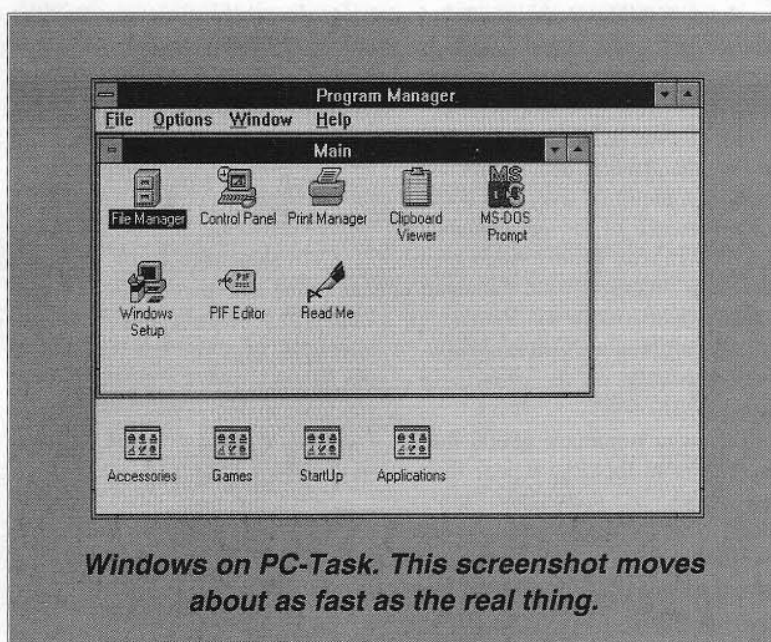 Program Manager
File Options Window Help
Main
File Manager Control Panel Print Manager Clipboard Viewer MS-DOS Prompt
Windows Setup PIF Editor Read Me
Accessories Games StartUp Applications
Windows on PC-Task. This screenshot moves
about as fast as the real thing.